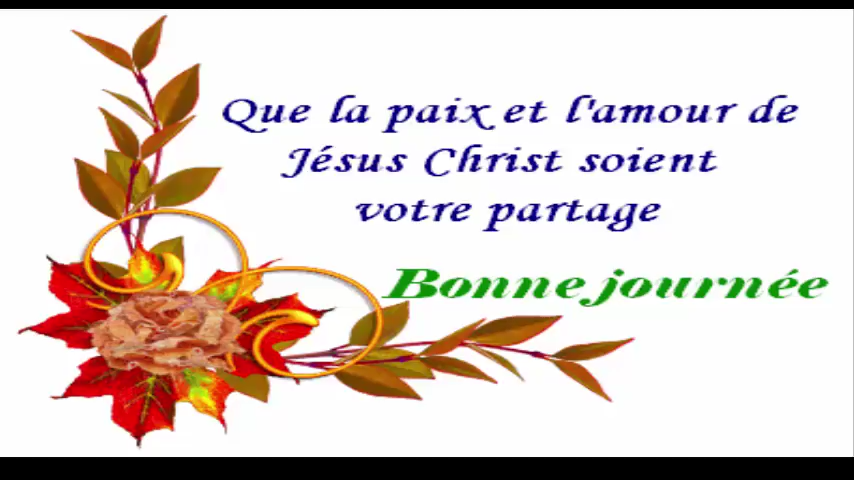 Que la paix et l'amour de
Jésus Christ soient
votre partage
Bonne journée